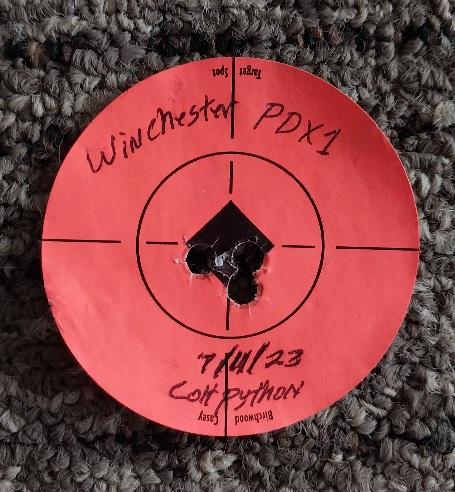 Target Spot
Winchester PDX1
7/4/23
Colt python
Birchwood Casey